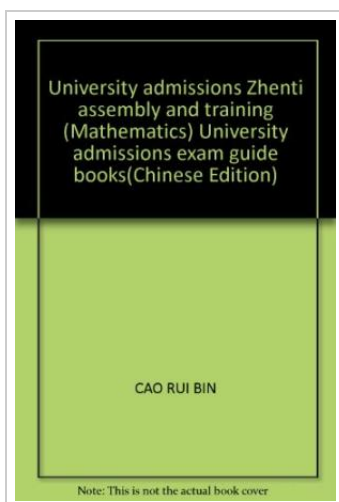 University admissions Zhenti
assembly and training
(Mathematics) University
admissions exam guide
books(Chinese Edition)
CAO RUI BIN
Note: This is not the actual book cover